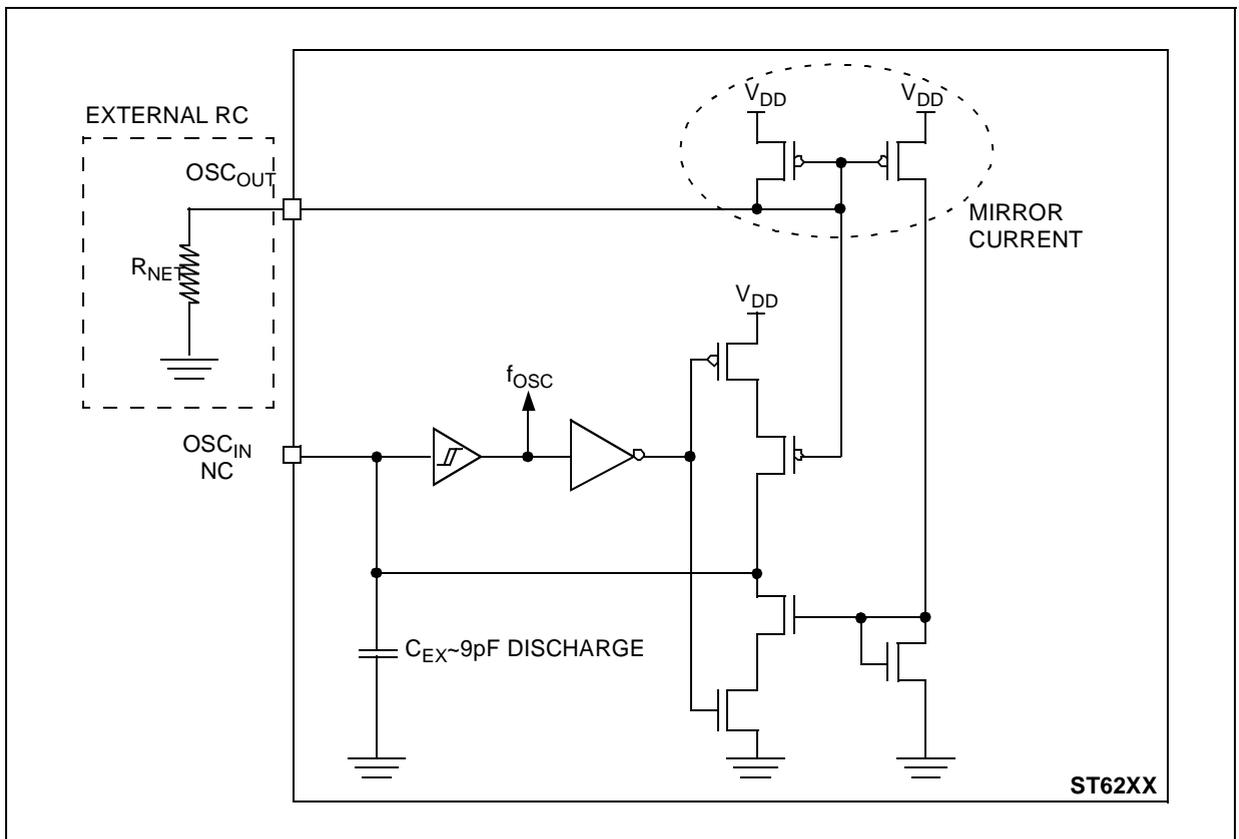 V_DD
V_DD
EXTERNAL RC
OSC_OUT
MIRROR
CURRENT
R_NET
V_DD
f_OSC
OSC_IN
NC
C_EX~9pF DISCHARGE
ST62XX